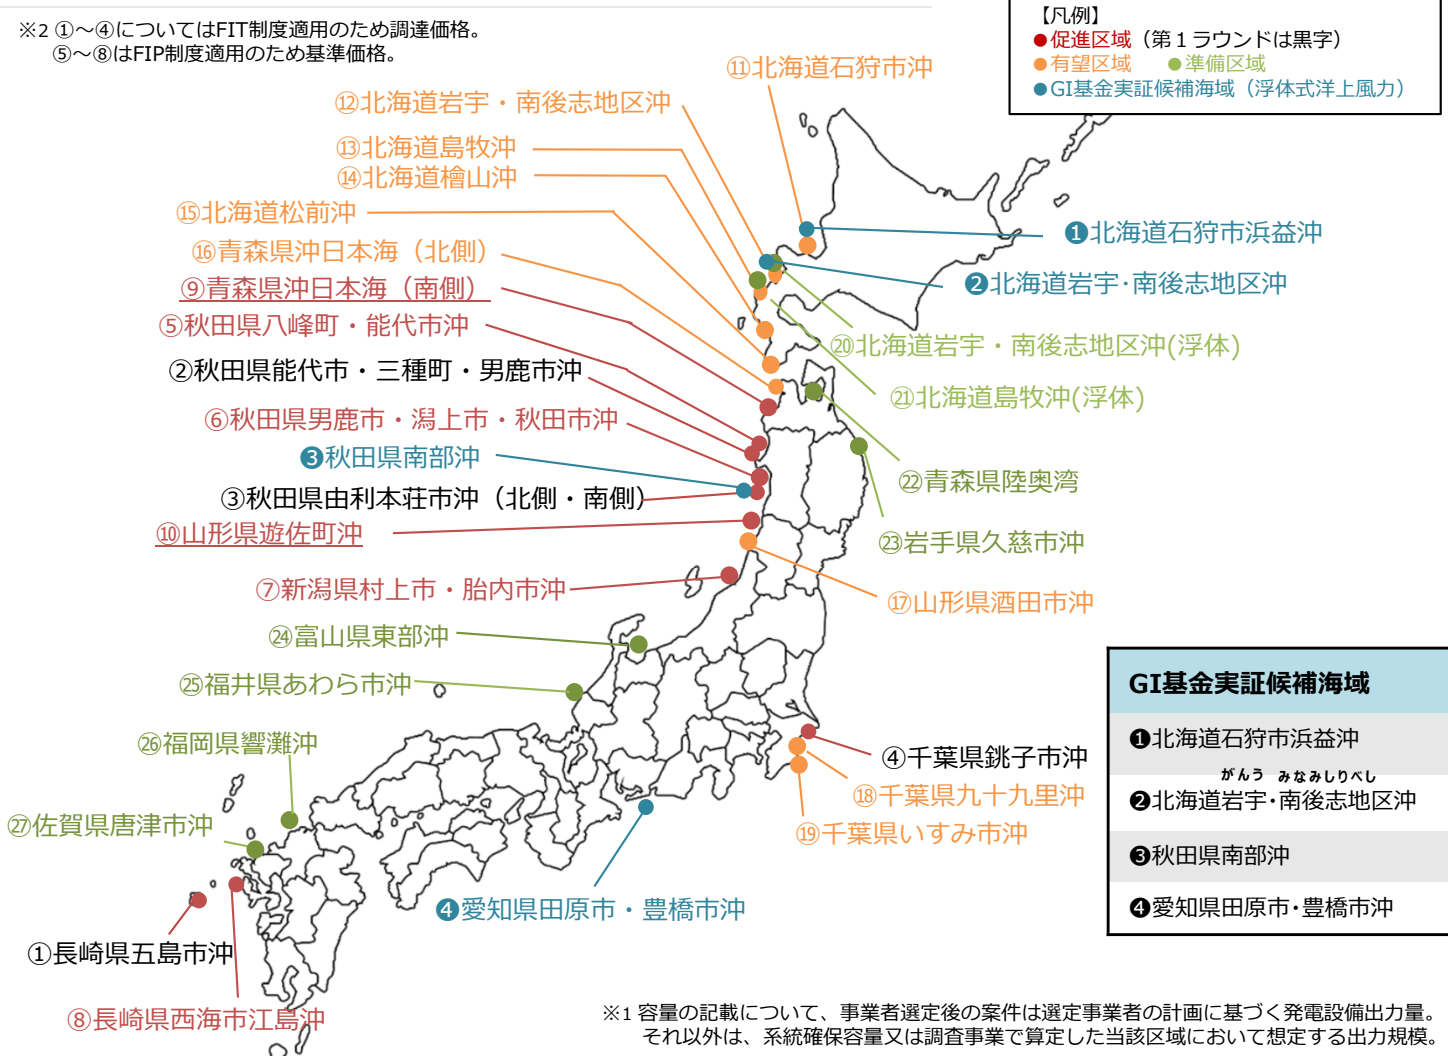 ※2 ①～④についてはFIT制度適用のため調達価格。
⑤～⑧はFIP制度適用のため基準価格。
【凡例】
●促進区域（第１ラウンドは黒字）
●有望区域 ●準備区域
●GI基金実証候補海域（浮体式洋上風力）
⑪北海道石狩市沖
⑫北海道岩宇・南後志地区沖
⑬北海道島牧沖
⑭北海道檜山沖
⑮北海道松前沖
⑯青森県沖日本海（北側）
⑨青森県沖日本海（南側）
⑤秋田県八峰町・能代市沖
②秋田県能代市・三種町・男鹿市沖
⑥秋田県男鹿市・潟上市・秋田市沖
❸秋田県南部沖
③秋田県由利本荘市沖（北側・南側）
⑩山形県遊佐町沖
⑦新潟県村上市・胎内市沖
㉔富山県東部沖
㉕福井県あわら市沖
㉖福岡県響灘沖
㉗佐賀県唐津市沖
①長崎県五島市沖
⑧長崎県西海市江島沖
❶北海道石狩市浜益沖
❷北海道岩宇･南後志地区沖
⑳北海道岩宇・南後志地区沖(浮体)
㉑北海道島牧沖(浮体)
㉒青森県陸奥湾
㉓岩手県久慈市沖
⑰山形県酒田市沖
④千葉県銚子市沖
⑱千葉県九十九里沖
⑲千葉県いすみ市沖
❹愛知県田原市・豊橋市沖
GI基金実証候補海域
❶北海道石狩市浜益沖
がんう みなみしりべし
❷北海道岩宇･南後志地区沖
❸秋田県南部沖
❹愛知県田原市･豊橋市沖
※1 容量の記載について、事業者選定後の案件は選定事業者の計画に基づく発電設備出力量。
それ以外は、系統確保容量又は調査事業で算定した当該区域において想定する出力規模。